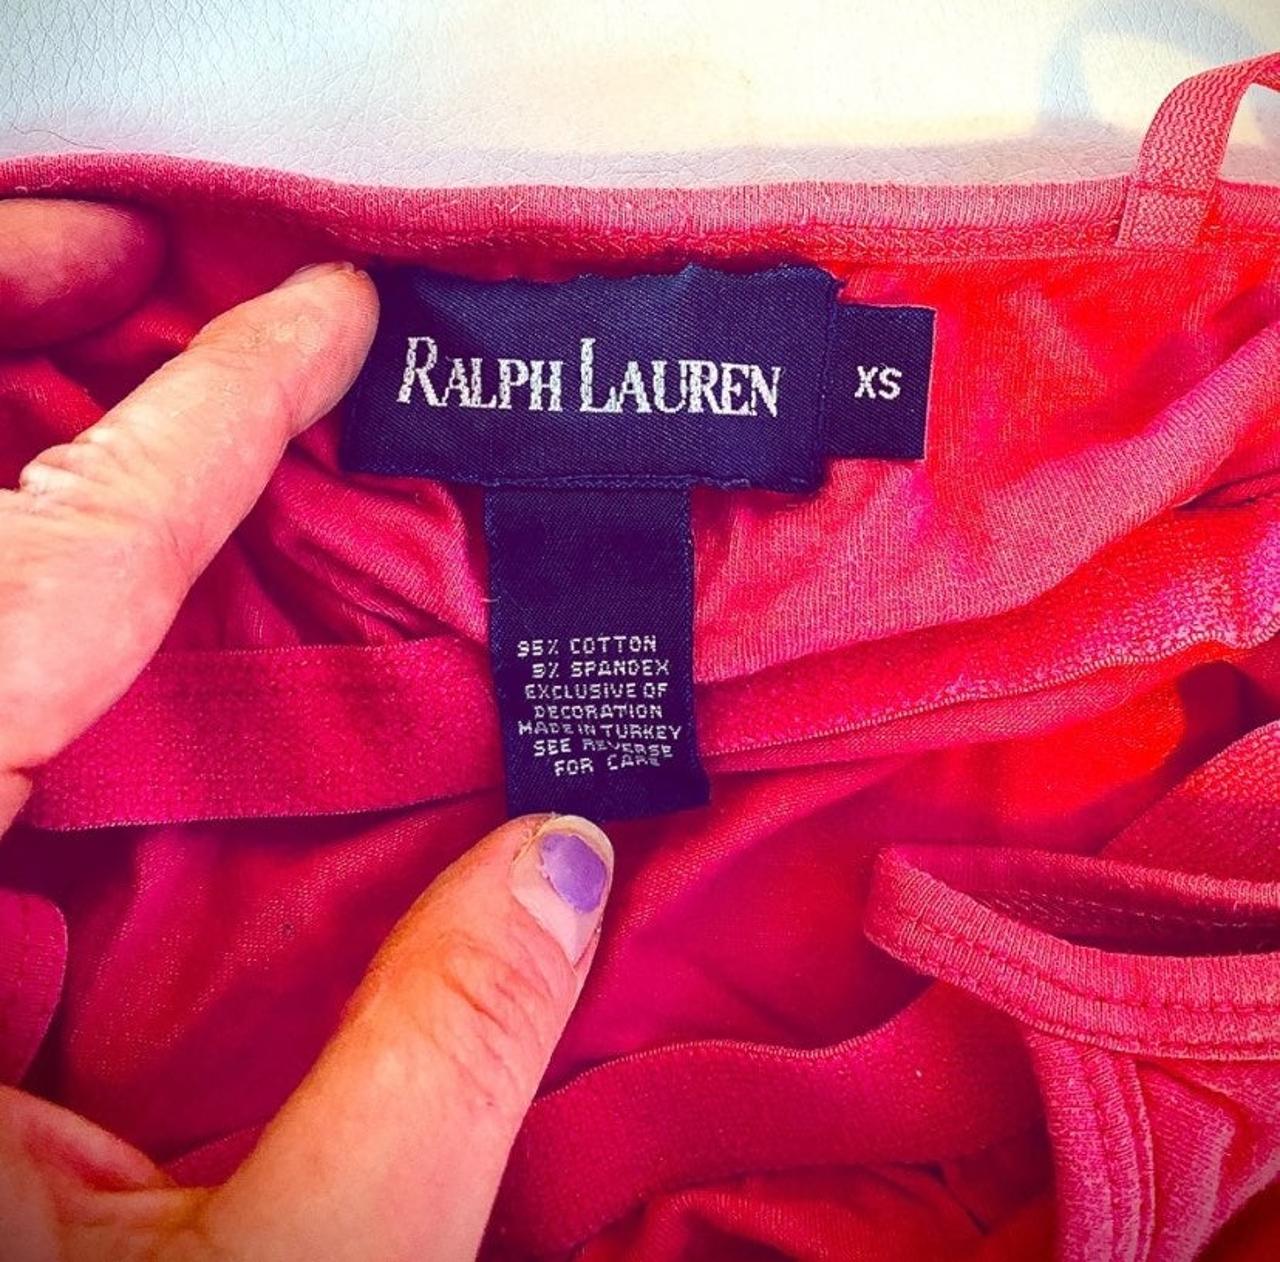 RALPH LAUREN
XS
95% COTTON
5% SPANDEX
EXCLUSIVE OF
DECORATION
MADE IN TURKEY
SEE REVERSE
FOR CARE